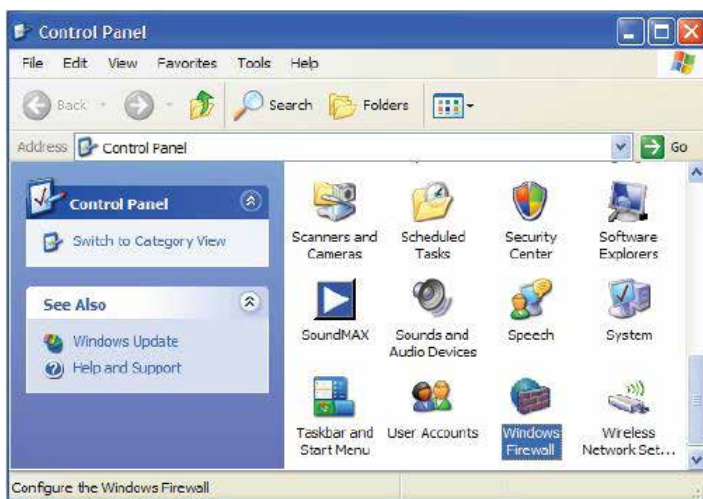 Control Panel
File Edit View Favorites Tools Help
Back Search Folders
Address Control Panel Go
Control Panel
Switch to Category View
See Also
Windows Update
Help and Support
Scanners and Cameras
Scheduled Tasks
Security Center
Software Explorers
SoundMAX
Sounds and Audio Devices
Speech
System
Taskbar and Start Menu
User Accounts
Windows Firewall
Wireless Network Set...
Configure the Windows Firewall